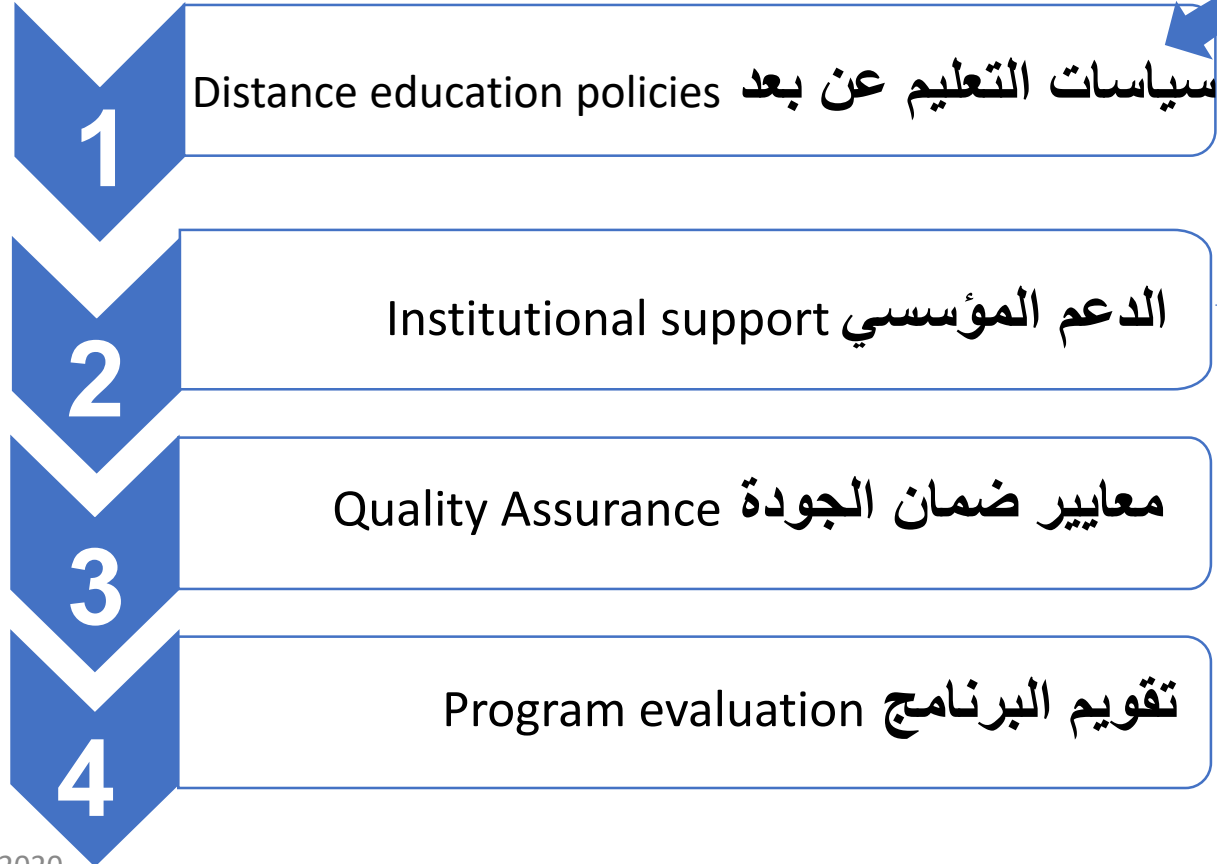 1
سياسات التعليم عن بعد Distance education policies
2
الدعم المؤسسي Institutional support
3
معايير ضمان الجودة Quality Assurance
4
تقويم البرنامج Program evaluation
2020